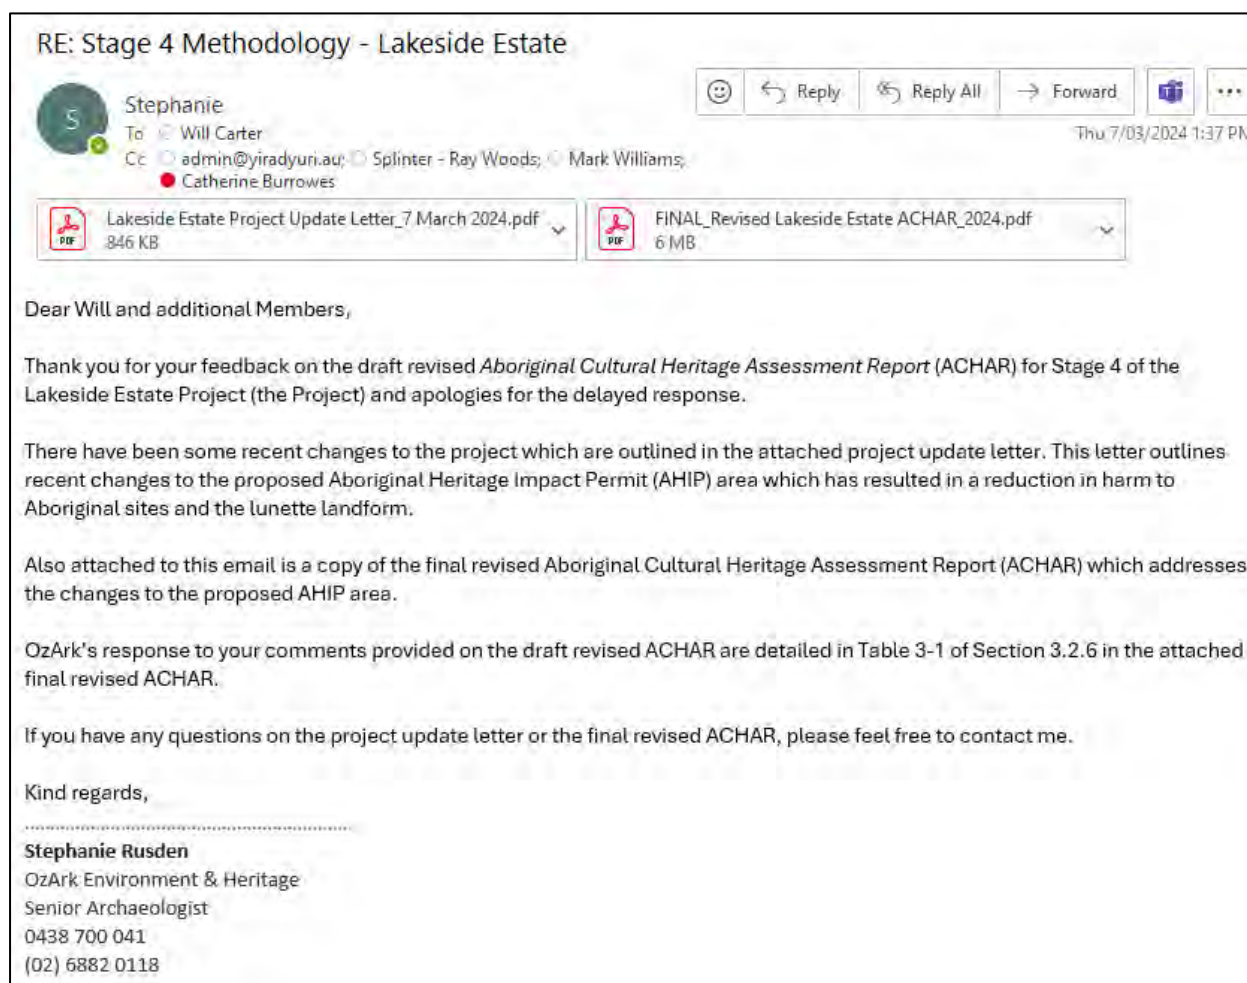 RE: Stage 4 Methodology - Lakeside Estate
S
Stephanie
Reply
Reply All
Forward
To Will Carter
Thu 7/03/2024 1:37 PM
Cc admin@yiradyuri.au; Splinter - Ray Woods; Mark Williams;
Catherine Burrowes
PDF
Lakeside Estate Project Update Letter_7 March 2024.pdf
846 KB
PDF
FINAL_Revised Lakeside Estate ACHAR_2024.pdf
6 MB
Dear Will and additional Members,
Thank you for your feedback on the draft revised Aboriginal Cultural Heritage Assessment Report (ACHAR) for Stage 4 of the
Lakeside Estate Project (the Project) and apologies for the delayed response.
There have been some recent changes to the project which are outlined in the attached project update letter. This letter outlines
recent changes to the proposed Aboriginal Heritage Impact Permit (AHIP) area which has resulted in a reduction in harm to
Aboriginal sites and the lunette landform.
Also attached to this email is a copy of the final revised Aboriginal Cultural Heritage Assessment Report (ACHAR) which addresses
the changes to the proposed AHIP area.
OzArk's response to your comments provided on the draft revised ACHAR are detailed in Table 3-1 of Section 3.2.6 in the attached
final revised ACHAR.
If you have any questions on the project update letter or the final revised ACHAR, please feel free to contact me.
Kind regards,
Stephanie Rusden
OzArk Environment & Heritage
Senior Archaeologist
0438 700 041
(02) 6882 0118